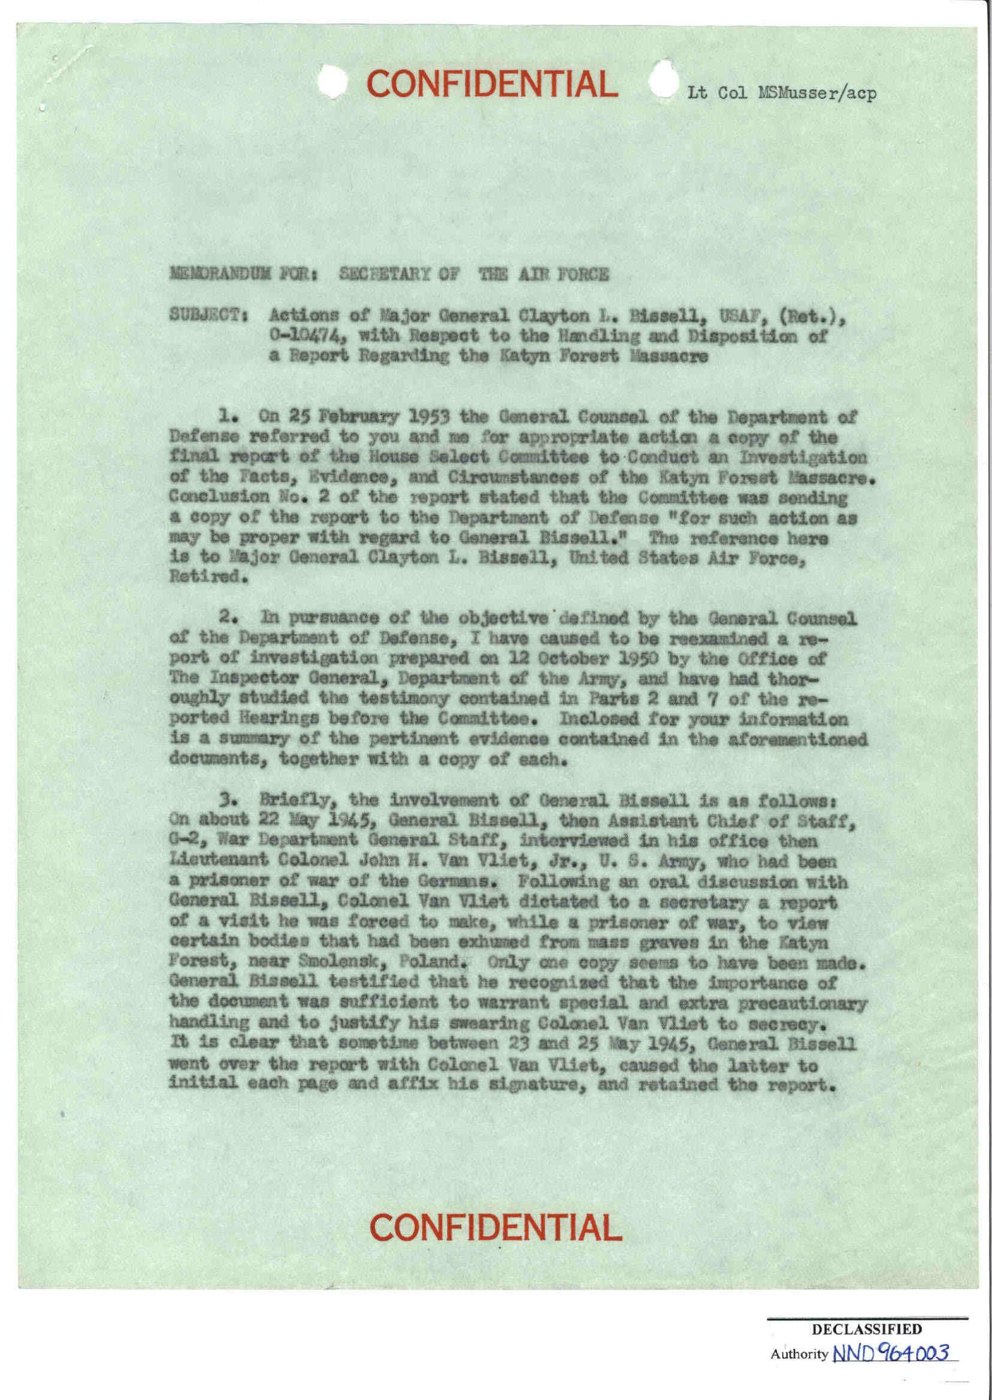 CONFIDENTIAL
Lt Col MSMusser/acp
MEMORANDUM FOR: SECRETARY OF THE AIR FORCE
SUBJECT: Actions of Major General Clayton L. Bissell, USAF, (Ret.),
O-10474, with Respect to the Handling and Disposition of
a Report Regarding the Katyn Forest Massacre
1. On 25 February 1953 the General Counsel of the Department of
Defense referred to you and me for appropriate action a copy of the
final report of the House Select Committee to Conduct an Investigation
of the Facts, Evidence, and Circumstances of the Katyn Forest Massacre.
Conclusion No. 2 of the report stated that the Committee was sending
a copy of the report to the Department of Defense "for such action as
may be proper with regard to General Bissell." The reference here
is to Major General Clayton L. Bissell, United States Air Force,
Retired.
2. In pursuance of the objective defined by the General Counsel
of the Department of Defense, I have caused to be reexamined a re-
port of investigation prepared on 12 October 1950 by the Office of
The Inspector General, Department of the Army, and have had thor-
oughly studied the testimony contained in Parts 2 and 7 of the re-
ported Hearings before the Committee. Inclosed for your information
is a summary of the pertinent evidence contained in the aforementioned
documents, together with a copy of each.
3. Briefly, the involvement of General Bissell is as follows:
On about 22 May 1945, General Bissell, then Assistant Chief of Staff,
G-2, War Department General Staff, interviewed in his office then
Lieutenant Colonel John H. Van Vliet, Jr., U. S. Army, who had been
a prisoner of war of the Germans. Following an oral discussion with
General Bissell, Colonel Van Vliet dictated to a secretary a report
of a visit he was forced to make, while a prisoner of war, to view
certain bodies that had been exhumed from mass graves in the Katyn
Forest, near Smolensk, Poland. Only one copy seems to have been made.
General Bissell testified that he recognized that the importance of
the document was sufficient to warrant special and extra precautionary
handling and to justify his swearing Colonel Van Vliet to secrecy.
It is clear that sometime between 23 and 25 May 1945, General Bissell
went over the report with Colonel Van Vliet, caused the latter to
initial each page and affix his signature, and retained the report.
CONFIDENTIAL
DECLASSIFIED
Authority NND964003